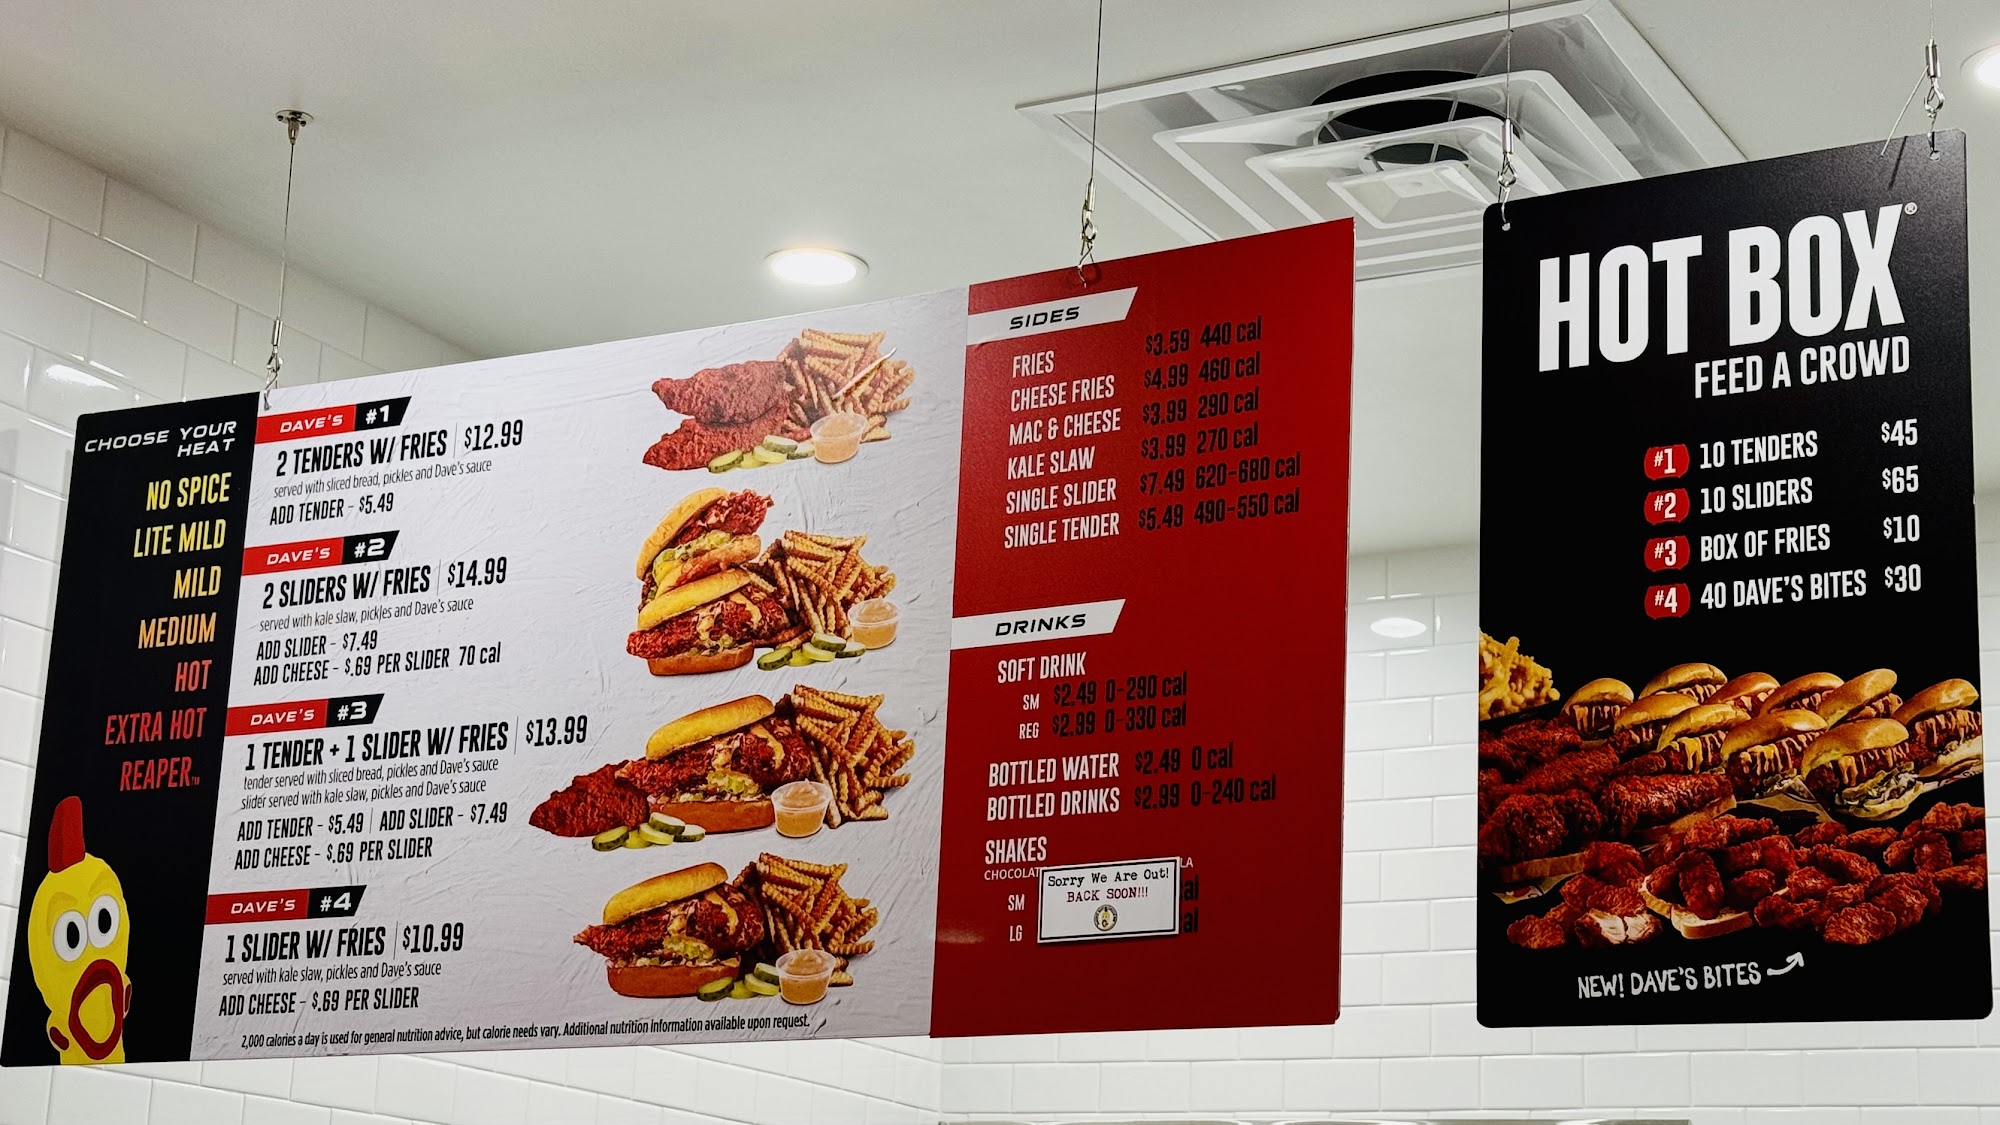 CHOOSE YOUR
HEAT
NO SPICE
LITE MILD
MILD
MEDIUM
HOT
EXTRA HOT
REAPER™
DAVE'S #1
2 TENDERS W/ FRIES $12.99
served with sliced bread, pickles and Dave's sauce
ADD TENDER - $5.49
DAVE'S #2
2 SLIDERS W/ FRIES $14.99
served with kale slaw, pickles and Dave's sauce
ADD SLIDER - $7.49
ADD CHEESE - $.69 PER SLIDER 70 cal
DAVE'S #3
1 TENDER + 1 SLIDER W/ FRIES $13.99
tender served with sliced bread, pickles and Dave's sauce
slider served with kale slaw, pickles and Dave's sauce
ADD TENDER - $5.49 | ADD SLIDER - $7.49
ADD CHEESE - $.69 PER SLIDER
DAVE'S #4
1 SLIDER W/ FRIES $10.99
served with kale slaw, pickles and Dave's sauce
ADD CHEESE - $.69 PER SLIDER
2,000 calories a day is used for general nutrition advice, but calorie needs vary. Additional nutrition information available upon request.
SIDES
FRIES $3.59 440 cal
CHEESE FRIES $4.99 460 cal
MAC & CHEESE $3.99 290 cal
KALE SLAW $3.99 270 cal
SINGLE SLIDER $7.49 620-680 cal
SINGLE TENDER $5.49 490-550 cal
DRINKS
SOFT DRINK
SM $2.49 0-290 cal
REG $2.99 0-330 cal
BOTTLED WATER $2.49 0 cal
BOTTLED DRINKS $2.99 0-240 cal
SHAKES
CHOCOLAT LA
SM al
LG al
Sorry We Are Out!
BACK SOON!!!
HOT BOX®
FEED A CROWD
#1 10 TENDERS $45
#2 10 SLIDERS $65
#3 BOX OF FRIES $10
#4 40 DAVE'S BITES $30
NEW! DAVE'S BITES